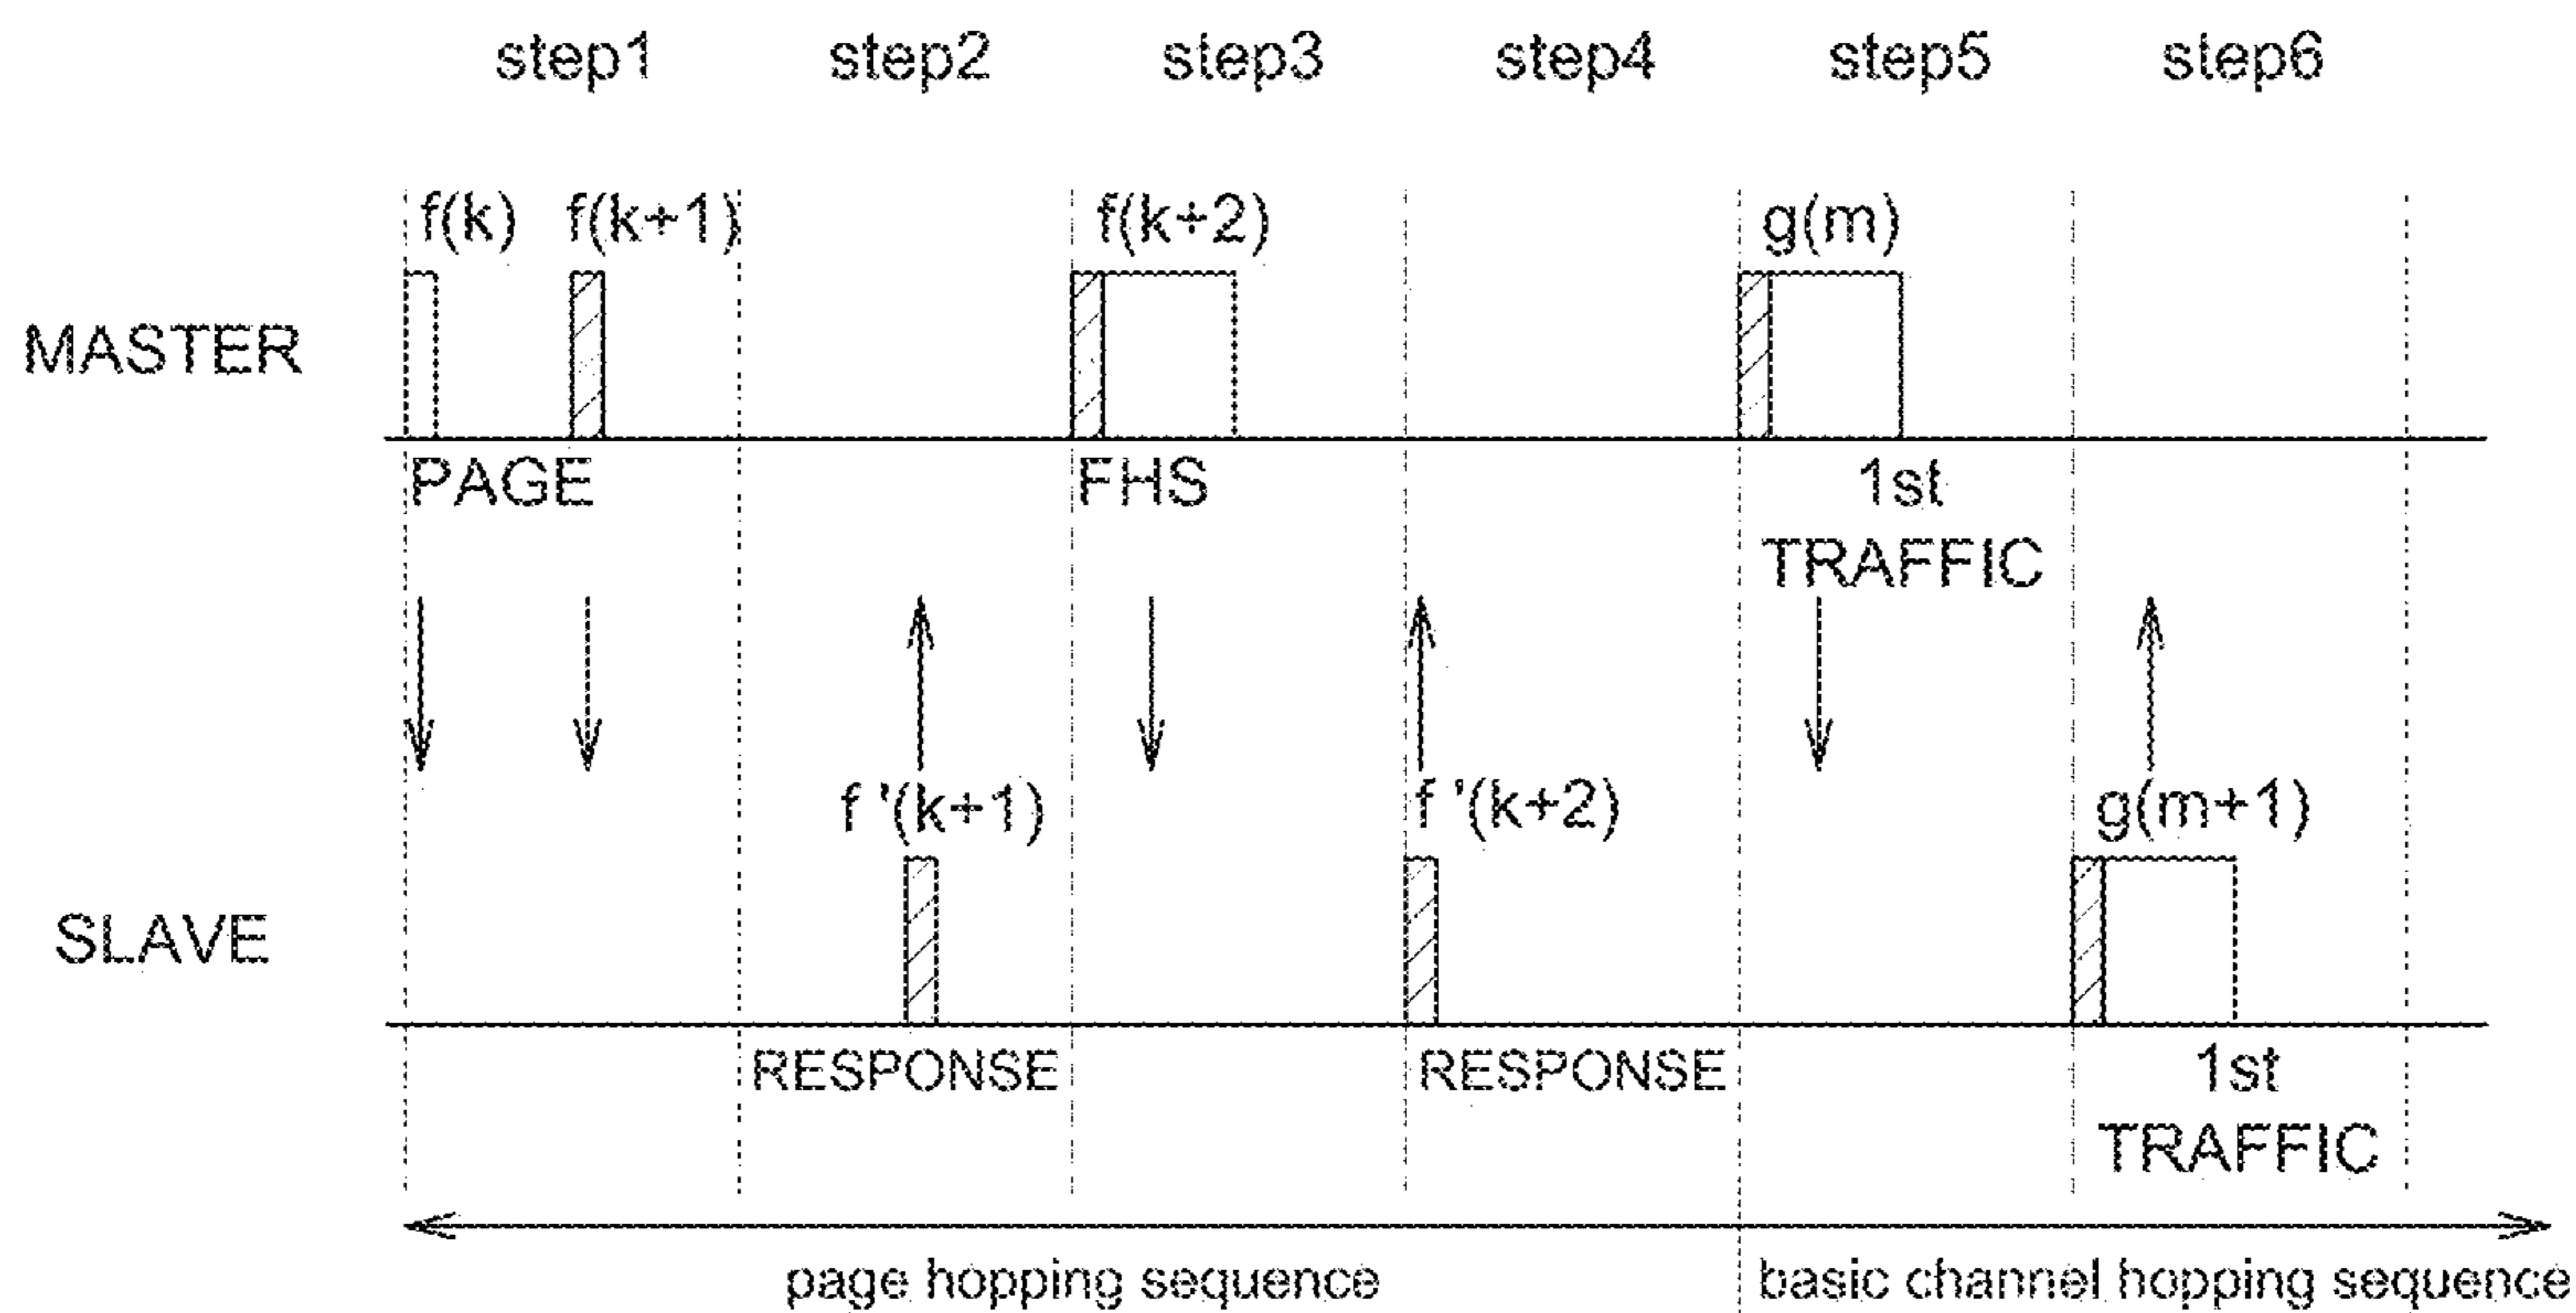 step1 step2 step3 step4 step5 step6
f(k) f(k+1) f(k+2) g(m)
MASTER
PAGE FHS 1st
TRAFFIC
f '(k+1) f '(k+2) g(m+1)
SLAVE
RESPONSE RESPONSE 1st
TRAFFIC
page hopping sequence basic channel hopping sequence